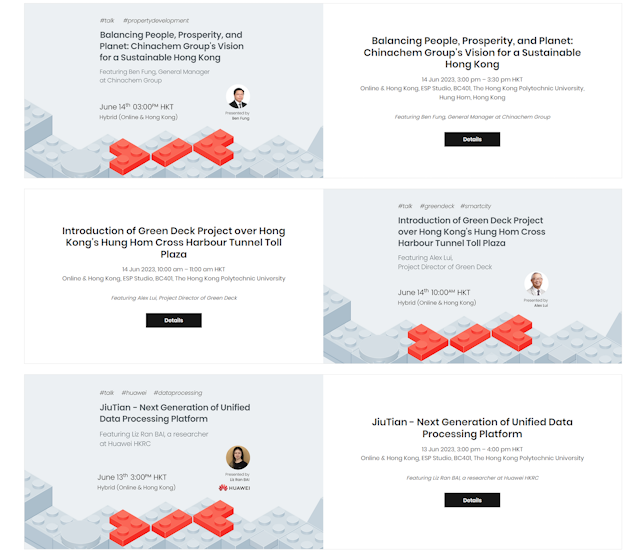 #talk #propertydevelopment
Balancing People, Prosperity, and
Planet: Chinachem Group's Vision
for a Sustainable Hong Kong
Featuring Ben Fung, General Manager
at Chinachem Group
June 14th 03:00PM HKT
Hybrid (Online & Hong Kong)
Presented by
Ben Fung
Balancing People, Prosperity, and Planet:
Chinachem Group's Vision for a Sustainable
Hong Kong
14 Jun 2023, 3:00 pm – 3:30 pm HKT
Online & Hong Kong, ESP Studio, BC401, The Hong Kong Polytechnic University,
Hung Hom, Hong Kong
Featuring Ben Fung, General Manager at Chinachem Group
Details
Introduction of Green Deck Project over Hong
Kong's Hung Hom Cross Harbour Tunnel Toll
Plaza
14 Jun 2023, 10:00 am – 11:00 am HKT
Online & Hong Kong, ESP Studio, BC401, The Hong Kong Polytechnic University
Featuring Alex Lui, Project Director of Green Deck
Details
#talk #greendeck #smartcity
Introduction of Green Deck Project
over Hong Kong's Hung Hom Cross
Harbour Tunnel Toll Plaza
Featuring Alex Lui,
Project Director of Green Deck
June 14th 10:00AM HKT
Hybrid (Online & Hong Kong)
Presented by
Alex Lui
#talk #huawei #dataprocessing
JiuTian - Next Generation of Unified
Data Processing Platform
Featuring Liz Ran BAI, a researcher
at Huawei HKRC
June 13th 3:00PM HKT
Hybrid (Online & Hong Kong)
Presented by
Liz Ran BAI
HUAWEI
JiuTian - Next Generation of Unified Data
Processing Platform
13 Jun 2023, 3:00 pm – 4:00 pm HKT
Online & Hong Kong, ESP Studio, BC401, The Hong Kong Polytechnic University
Featuring Liz Ran BAI, a researcher at Huawei HKRC
Details